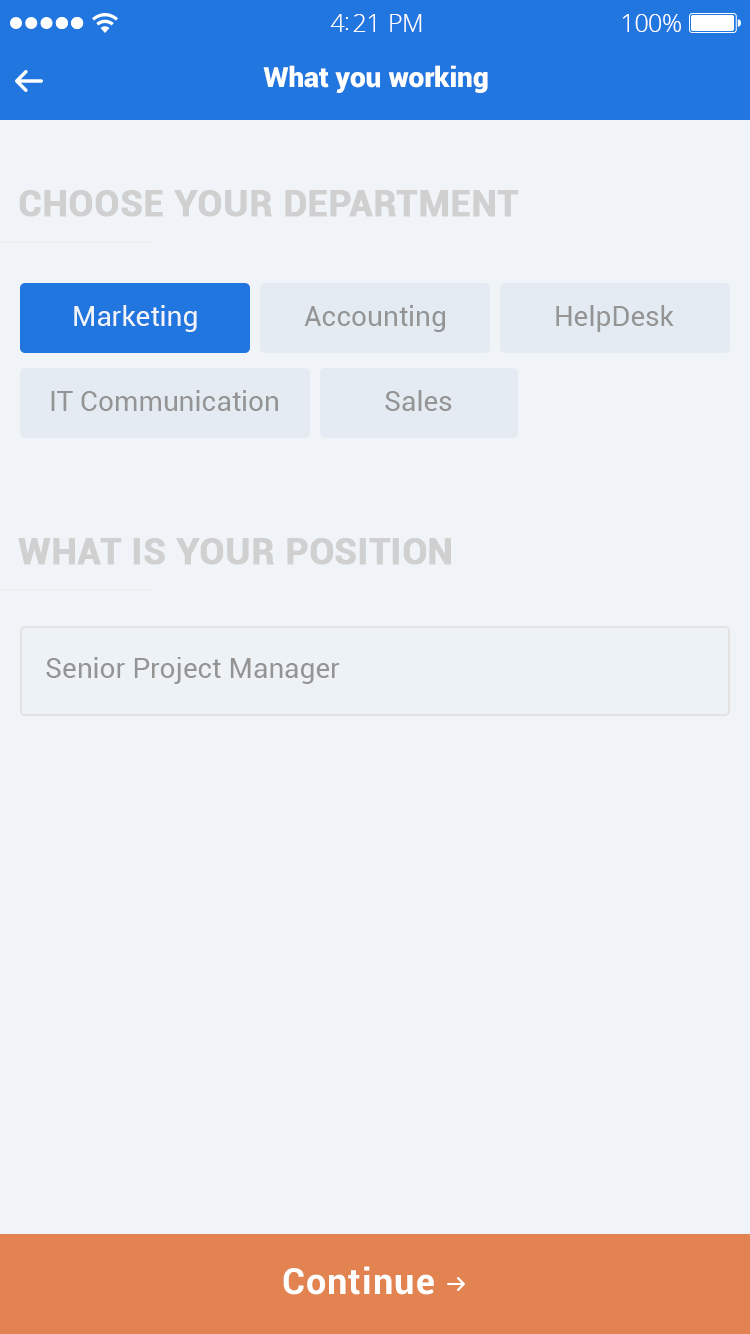 4:21 PM 100%
What you working
CHOOSE YOUR DEPARTMENT
Marketing Accounting HelpDesk
IT Communication Sales
WHAT IS YOUR POSITION
Senior Project Manager
Continue →